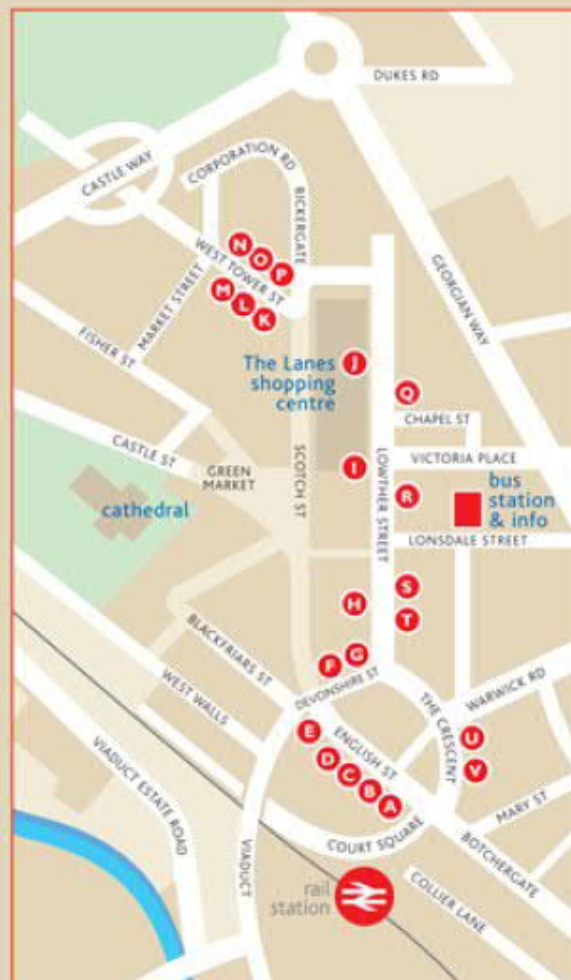 DUKES RD
CASTLE WAY
CORPORATION RD
RICKERGATE
N
O
P
WEST TOWER ST
M
L
K
MARKET STREET
GEORGIAN WAY
FISHER ST
The Lanes
shopping
centre
J
Q
CHAPEL ST
CASTLE ST
GREEN
MARKET
SCOTCH ST
I
LOWTHER STREET
VICTORIA PLACE
R
bus
station
& info
cathedral
LONSDALE STREET
S
H
T
BLACKFRIARS ST
G
F
DEVONSHIRE ST
WEST WALLS
THE CRESCENT
WARWICK RD
E
ENGLISH ST
U
D
C
V
B
A
VIADUCT ESTATE ROAD
COURT SQUARE
MARY ST
BOTCHERGATE
VIADUCT
rail
station
COLLIER LANE